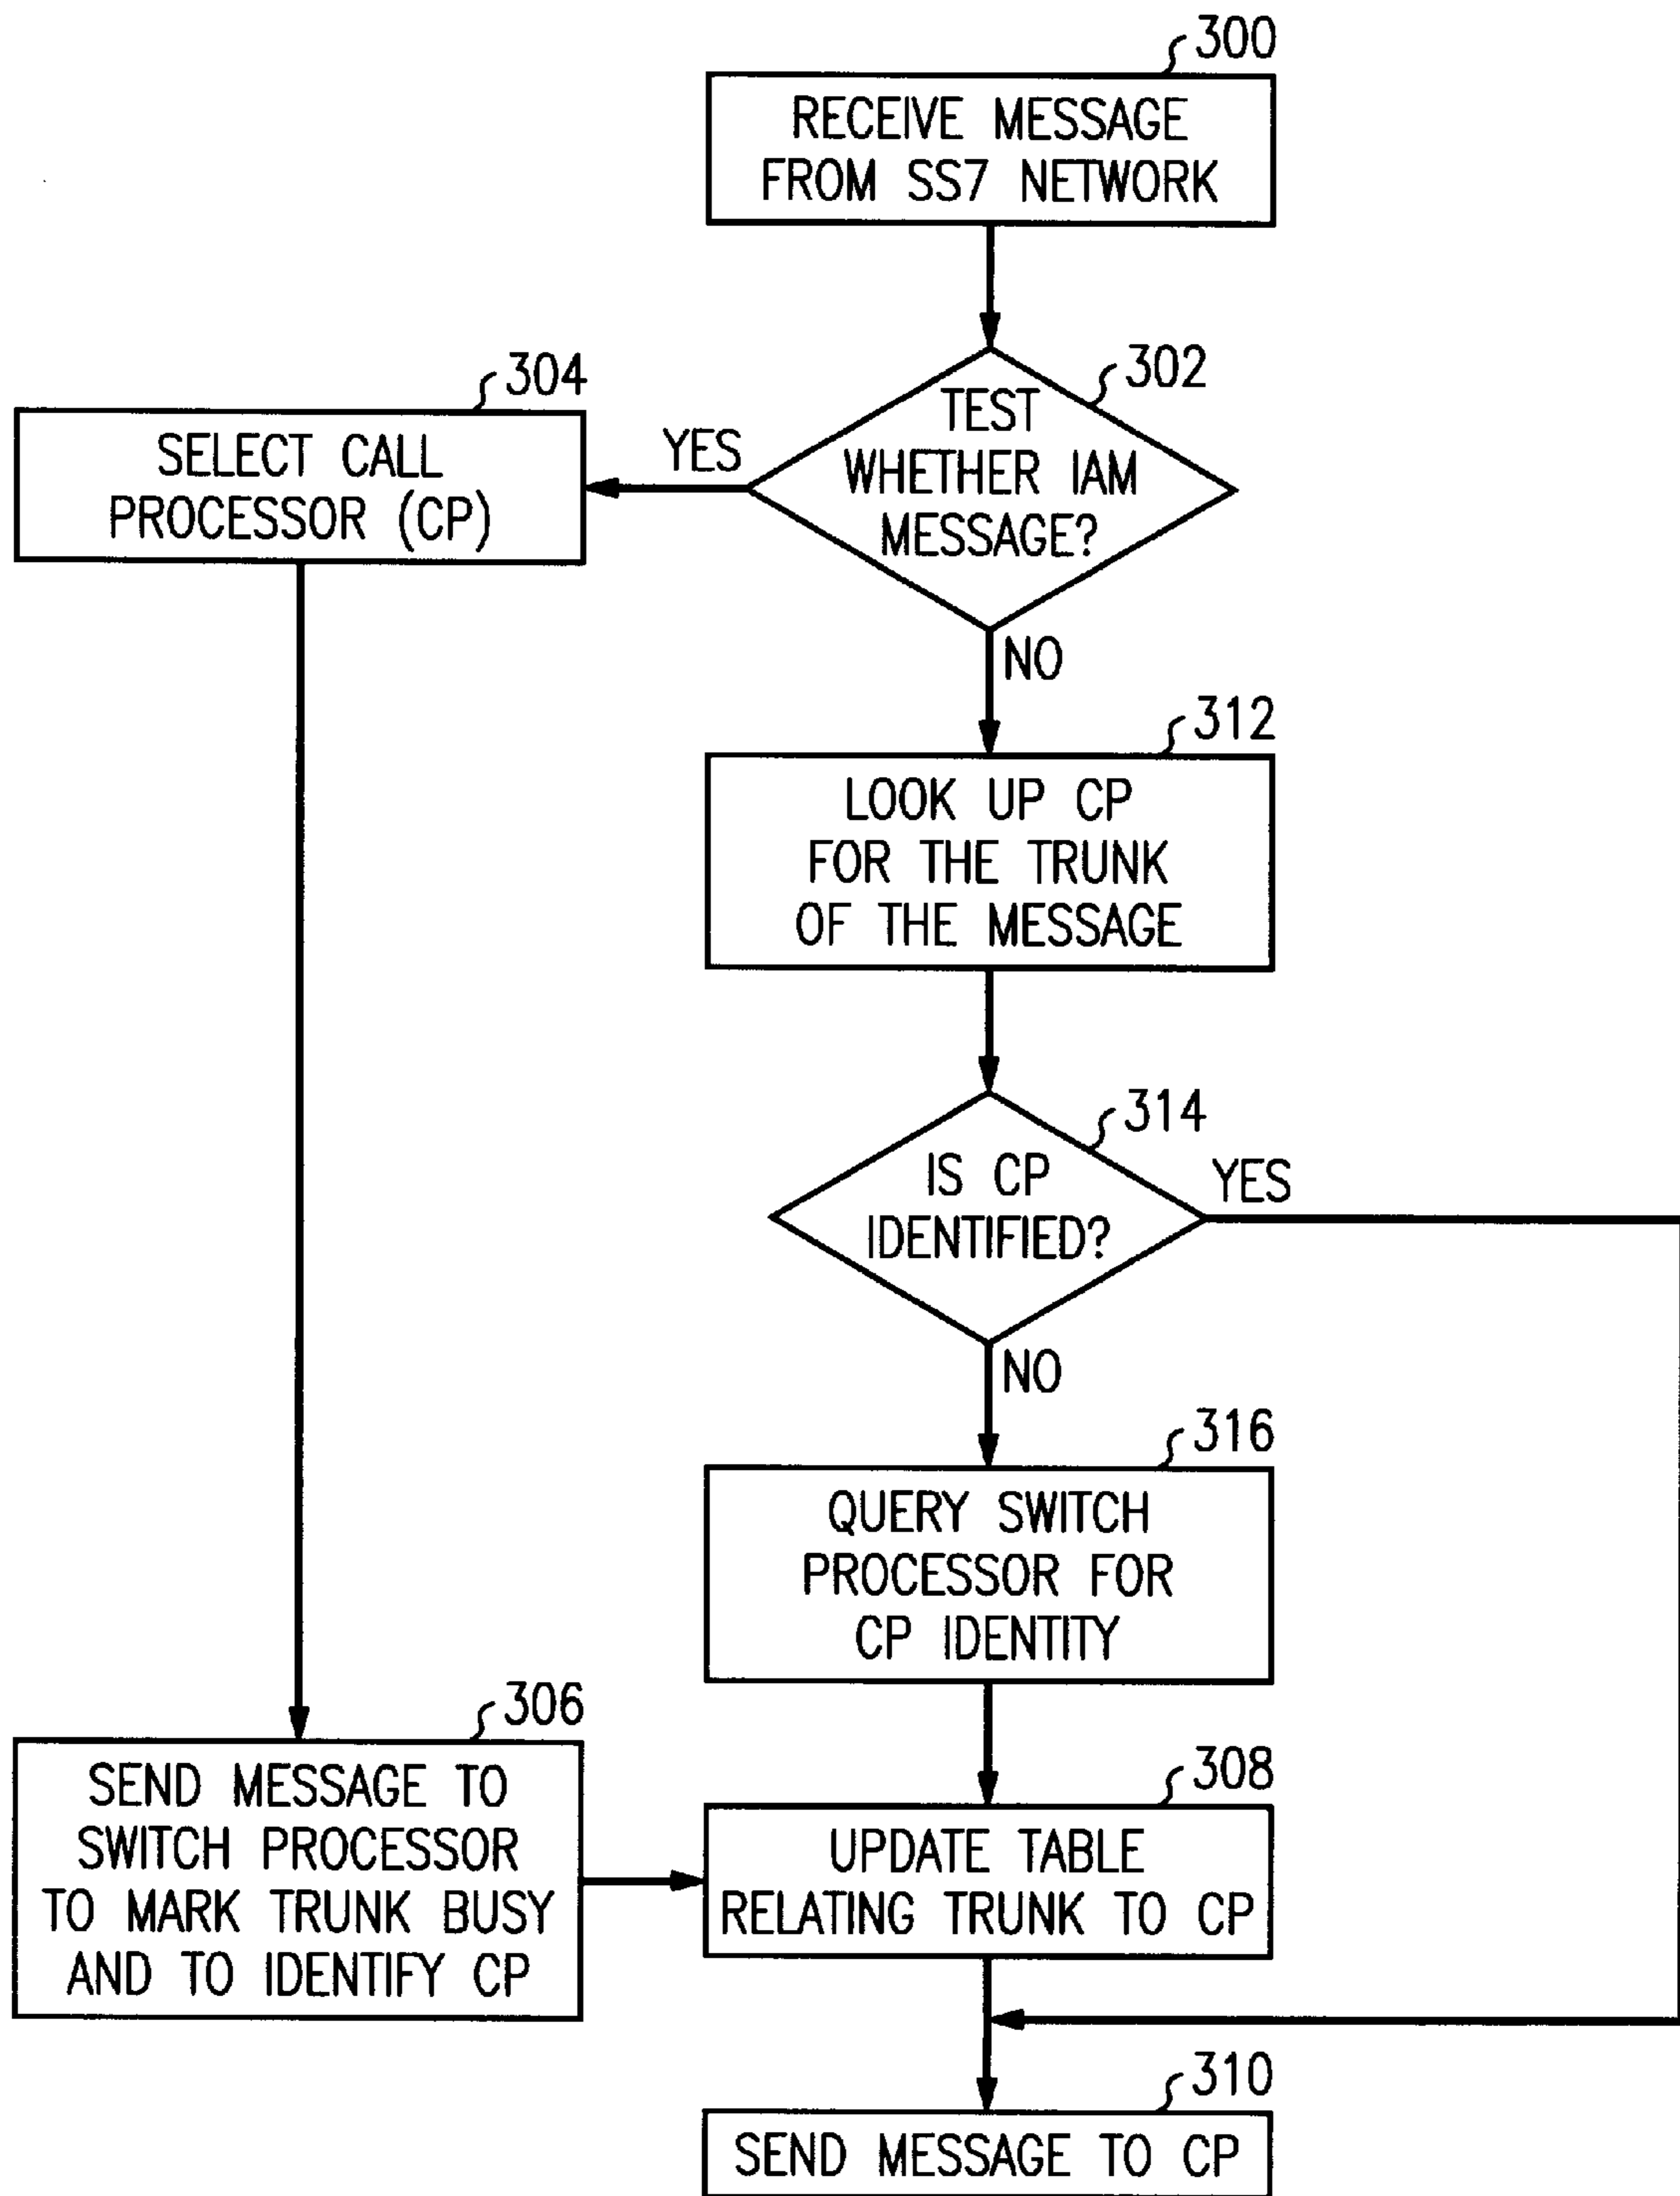 300
RECEIVE MESSAGE
FROM SS7 NETWORK
302
TEST
WHETHER IAM
MESSAGE?
YES
304
SELECT CALL
PROCESSOR (CP)
NO
312
LOOK UP CP
FOR THE TRUNK
OF THE MESSAGE
314
IS CP
IDENTIFIED?
YES
NO
316
QUERY SWITCH
PROCESSOR FOR
CP IDENTITY
306
SEND MESSAGE TO
SWITCH PROCESSOR
TO MARK TRUNK BUSY
AND TO IDENTIFY CP
308
UPDATE TABLE
RELATING TRUNK TO CP
310
SEND MESSAGE TO CP